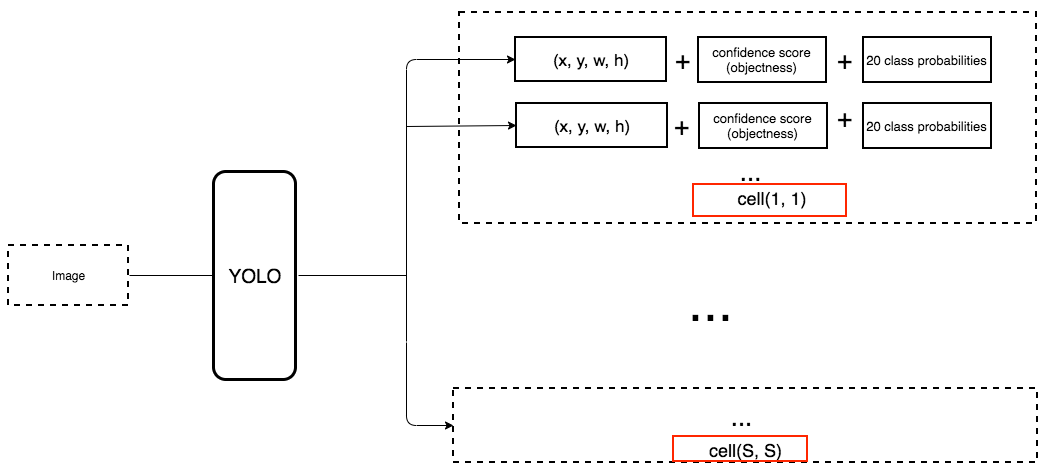 (x, y, w, h) + confidence score (objectness) + 20 class probabilities
(x, y, w, h) + confidence score (objectness) + 20 class probabilities
...
cell(1, 1)
Image
YOLO
...
...
cell(S, S)